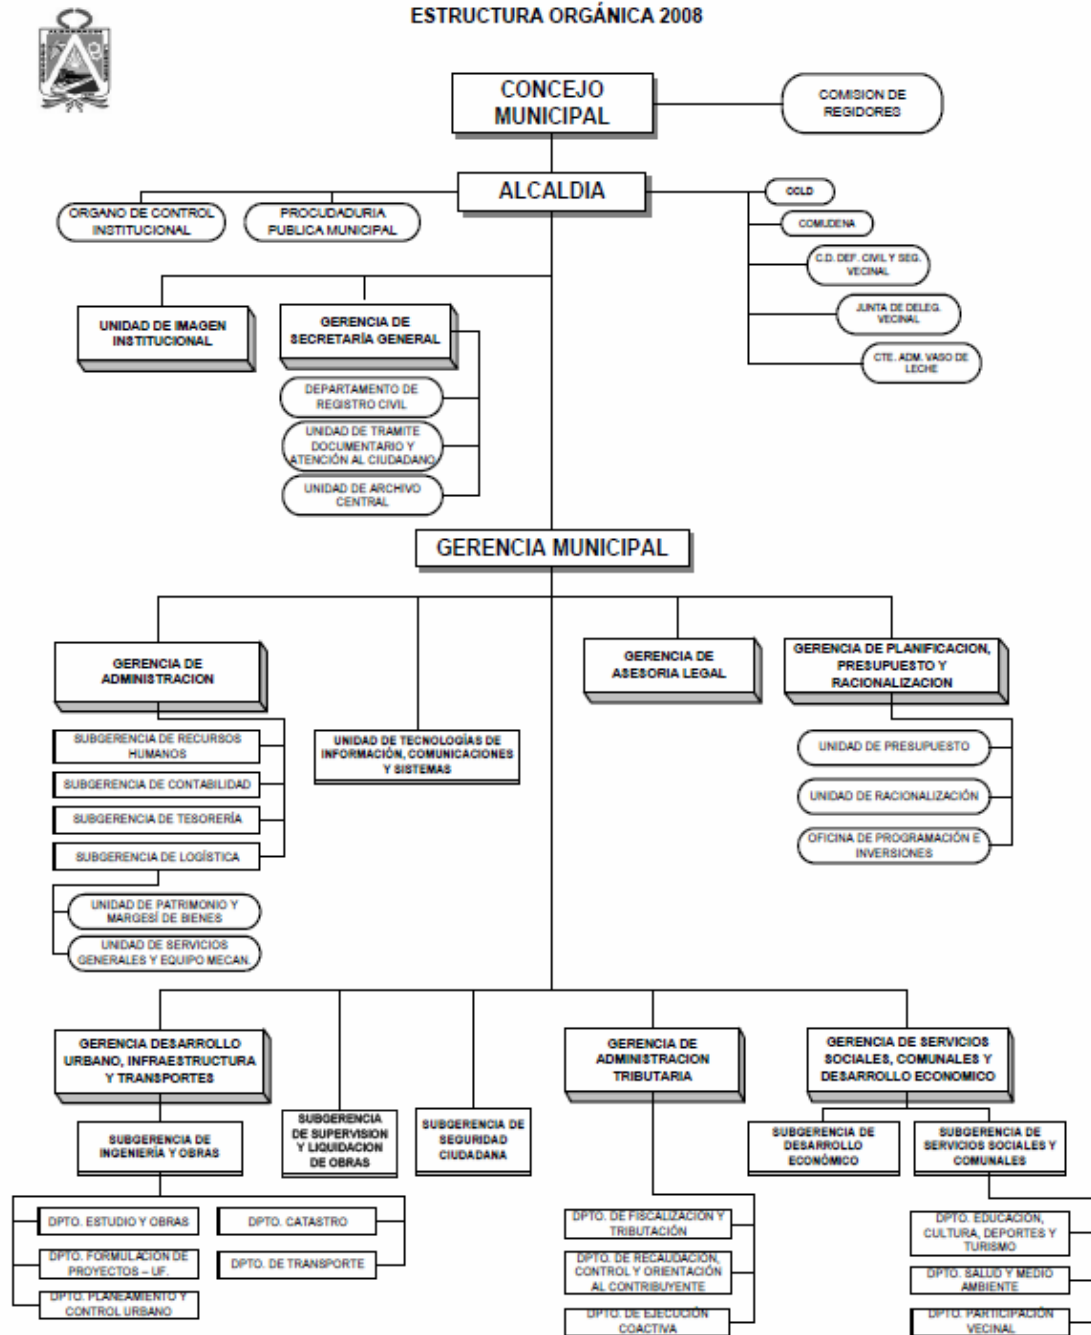 ESTRUCTURA ORGÁNICA 2008
CONCEJO
MUNICIPAL
COMISION DE
REGIDORES
ALCALDIA
ORGANO DE CONTROL
INSTITUCIONAL
PROCUDADURIA
PUBLICA MUNICIPAL
CCLD
COMUDENA
C.D. DEF. CIVIL Y SEG.
VECINAL
JUNTA DE DELEG.
VECINAL
CTE. ADM. VASO DE
LECHE
UNIDAD DE IMAGEN
INSTITUCIONAL
GERENCIA DE
SECRETARÍA GENERAL
DEPARTAMENTO DE
REGISTRO CIVIL
UNIDAD DE TRAMITE
DOCUMENTARIO Y
ATENCIÓN AL CIUDADANO
UNIDAD DE ARCHIVO
CENTRAL
GERENCIA MUNICIPAL
GERENCIA DE
ADMINISTRACION
SUBGERENCIA DE RECURSOS
HUMANOS
SUBGERENCIA DE CONTABILIDAD
SUBGERENCIA DE TESORERÍA
SUBGERENCIA DE LOGÍSTICA
UNIDAD DE PATRIMONIO Y
MARGESÍ DE BIENES
UNIDAD DE SERVICIOS
GENERALES Y EQUIPO MECAN.
UNIDAD DE TECNOLOGÍAS DE
INFORMACIÓN, COMUNICACIONES
Y SISTEMAS
GERENCIA DE
ASESORIA LEGAL
GERENCIA DE PLANIFICACION,
PRESUPUESTO Y
RACIONALIZACION
UNIDAD DE PRESUPUESTO
UNIDAD DE RACIONALIZACIÓN
OFICINA DE PROGRAMACIÓN E
INVERSIONES
GERENCIA DESARROLLO
URBANO, INFRAESTRUCTURA
Y TRANSPORTES
SUBGERENCIA DE
INGENIERÍA Y OBRAS
DPTO. ESTUDIO Y OBRAS
DPTO. FORMULACION DE
PROYECTOS – UF.
DPTO. PLANEAMIENTO Y
CONTROL URBANO
DPTO. CATASTRO
DPTO. DE TRANSPORTE
SUBGERENCIA
DE SUPERVISION
Y LIQUIDACION
DE OBRAS
SUBGERENCIA DE
SEGURIDAD
CIUDADANA
GERENCIA DE
ADMINISTRACION
TRIBUTARIA
DPTO. DE FISCALIZACIÓN Y
TRIBUTACIÓN
DPTO. DE RECAUDACIÓN,
CONTROL Y ORIENTACIÓN
AL CONTRIBUYENTE
DPTO. DE EJECUCIÓN
COACTIVA
GERENCIA DE SERVICIOS
SOCIALES, COMUNALES Y
DESARROLLO ECONOMICO
SUBGERENCIA DE
DESARROLLO
ECONÓMICO
SUBGERENCIA DE
SERVICIOS SOCIALES Y
COMUNALES
DPTO. EDUCACIÓN,
CULTURA, DEPORTES Y
TURISMO
DPTO. SALUD Y MEDIO
AMBIENTE
DPTO. PARTICIPACIÓN
VECINAL